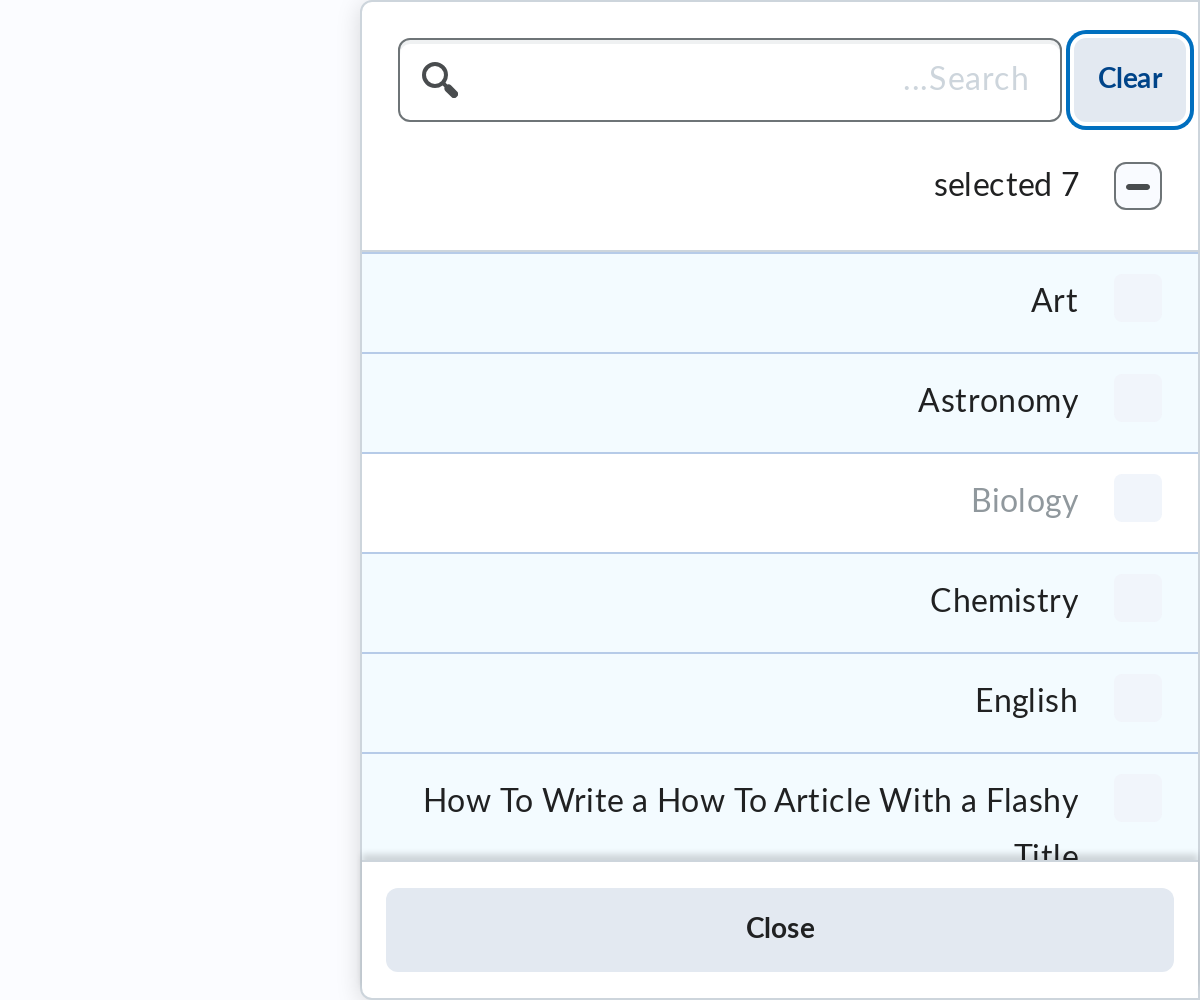 ...Search
Clear
selected 7
Art
Astronomy
Biology
Chemistry
English
How To Write a How To Article With a Flashy
Title
Close